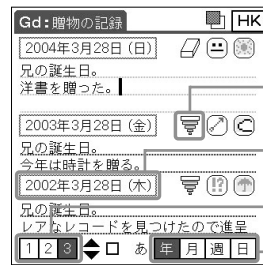 Gd:贈物の記録 HK
2004年3月28日（日）
兄の誕生日。
洋書を贈った。
2003年3月28日（金）
兄の誕生日。
今年は時計を贈る。
2002年3月28日（木）
兄の誕生日。
レアなレコードを見つけたので進呈
1 2 3 あ 年 月 週 日